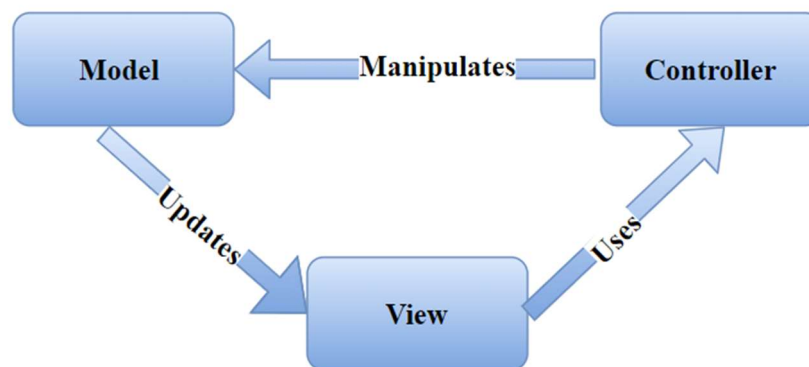 Model
Manipulates
Controller
Updates
Uses
View